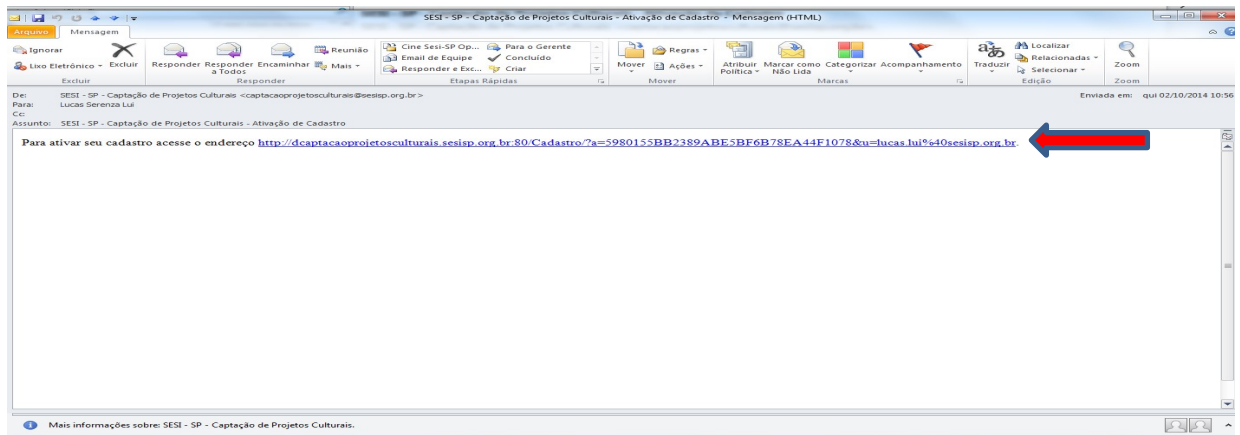 SESI - SP - Captação de Projetos Culturais - Ativação de Cadastro - Mensagem (HTML)
Arquivo Mensagem
Ignorar
Lixo Eletrônico
Excluir
Responder
Responder a Todos
Encaminhar
Reunião
Mais
Cine Sesi-SP Op...
Email de Equipe
Responder e Exc...
Para o Gerente
Concluído
Criar
Mover
Regras
Ações
Atribuir Política
Marcar como Não Lida
Categorizar
Acompanhamento
Traduzir
Localizar
Relacionadas
Selecionar
Zoom
Excluir Responder Etapas Rápidas Mover Marcas Edição Zoom
De: SESI - SP - Captação de Projetos Culturais <captacaoprojetosculturais@sesisp.org.br> Enviada em: qui 02/10/2014 10:56
Para: Lucas Serenza Lui
Cc:
Assunto: SESI - SP - Captação de Projetos Culturais - Ativação de Cadastro
Para ativar seu cadastro acesse o endereço http://dcaptacaoprojetosculturais.sesisp.org.br:80/Cadastro/?a=5980155BB2389ABE5BF6B78EA44F1078&u=lucas.lui%40sesisp.org.br.
Mais informações sobre: SESI - SP - Captação de Projetos Culturais.